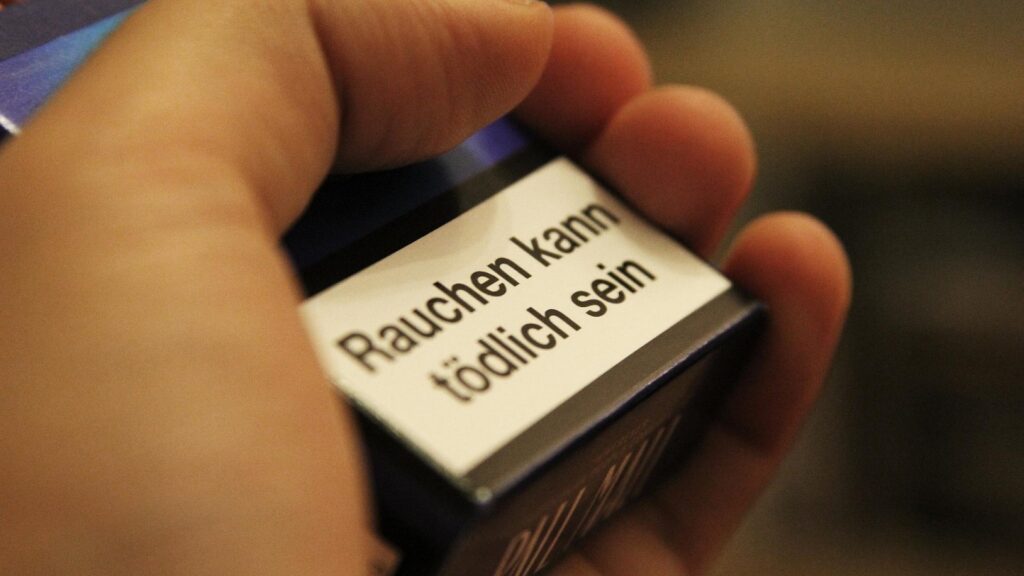 Rauchen kann
tödlich sein